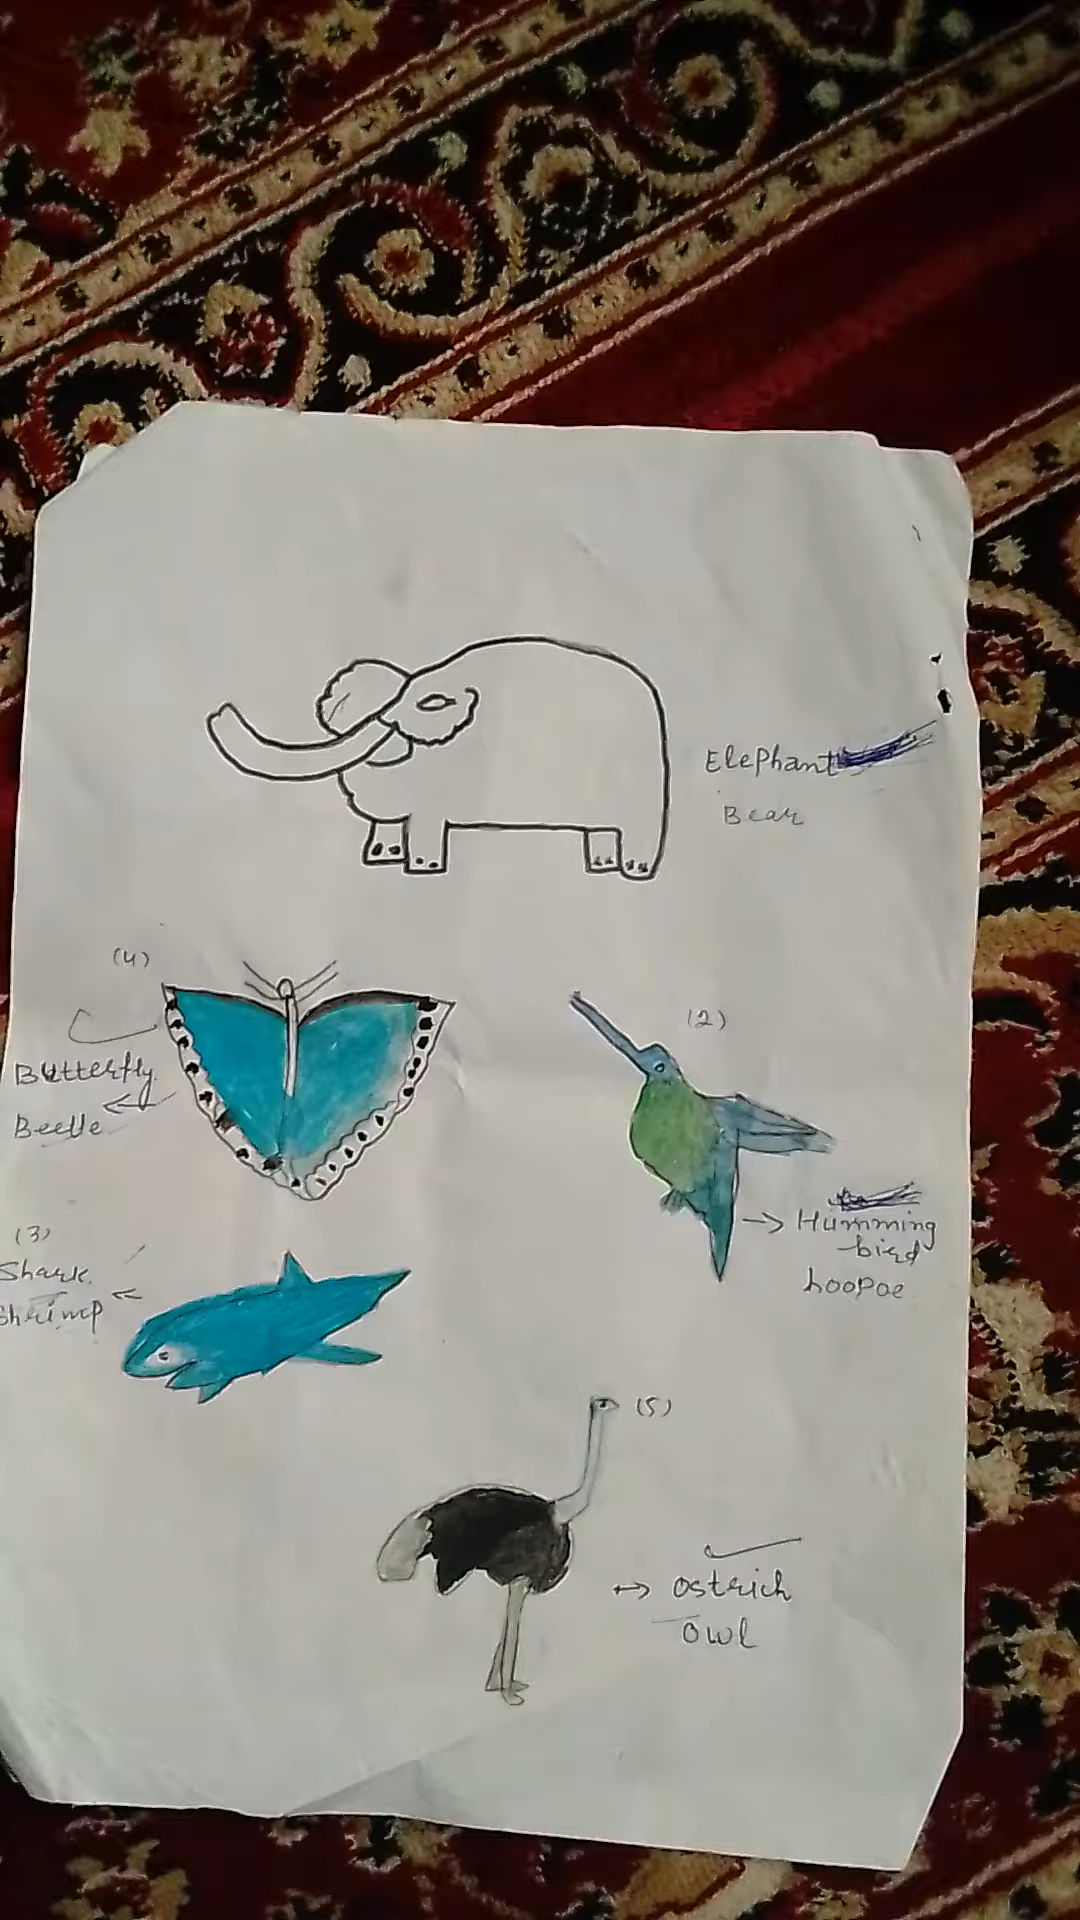 Elephant
Bear
(4)
Butterfly
Beetle
(2)
Humming
bird
hoopoe
(3)
Shark
Shrimp
(5)
Ostrich
Owl